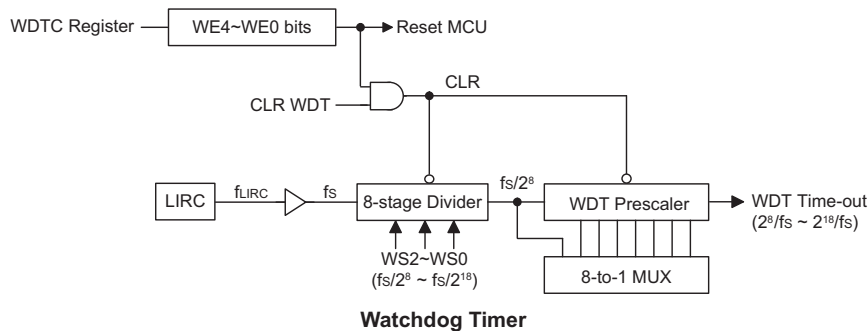 WDTC Register
WE4~WE0 bits
Reset MCU
CLR
CLR WDT
LIRC
fLIRC
fS
8-stage Divider
fS/2⁸
WDT Prescaler
WDT Time-out
(2⁸/fS ~ 2¹⁸/fS)
WS2~WS0
(fS/2⁸ ~ fS/2¹⁸)
8-to-1 MUX
Watchdog Timer